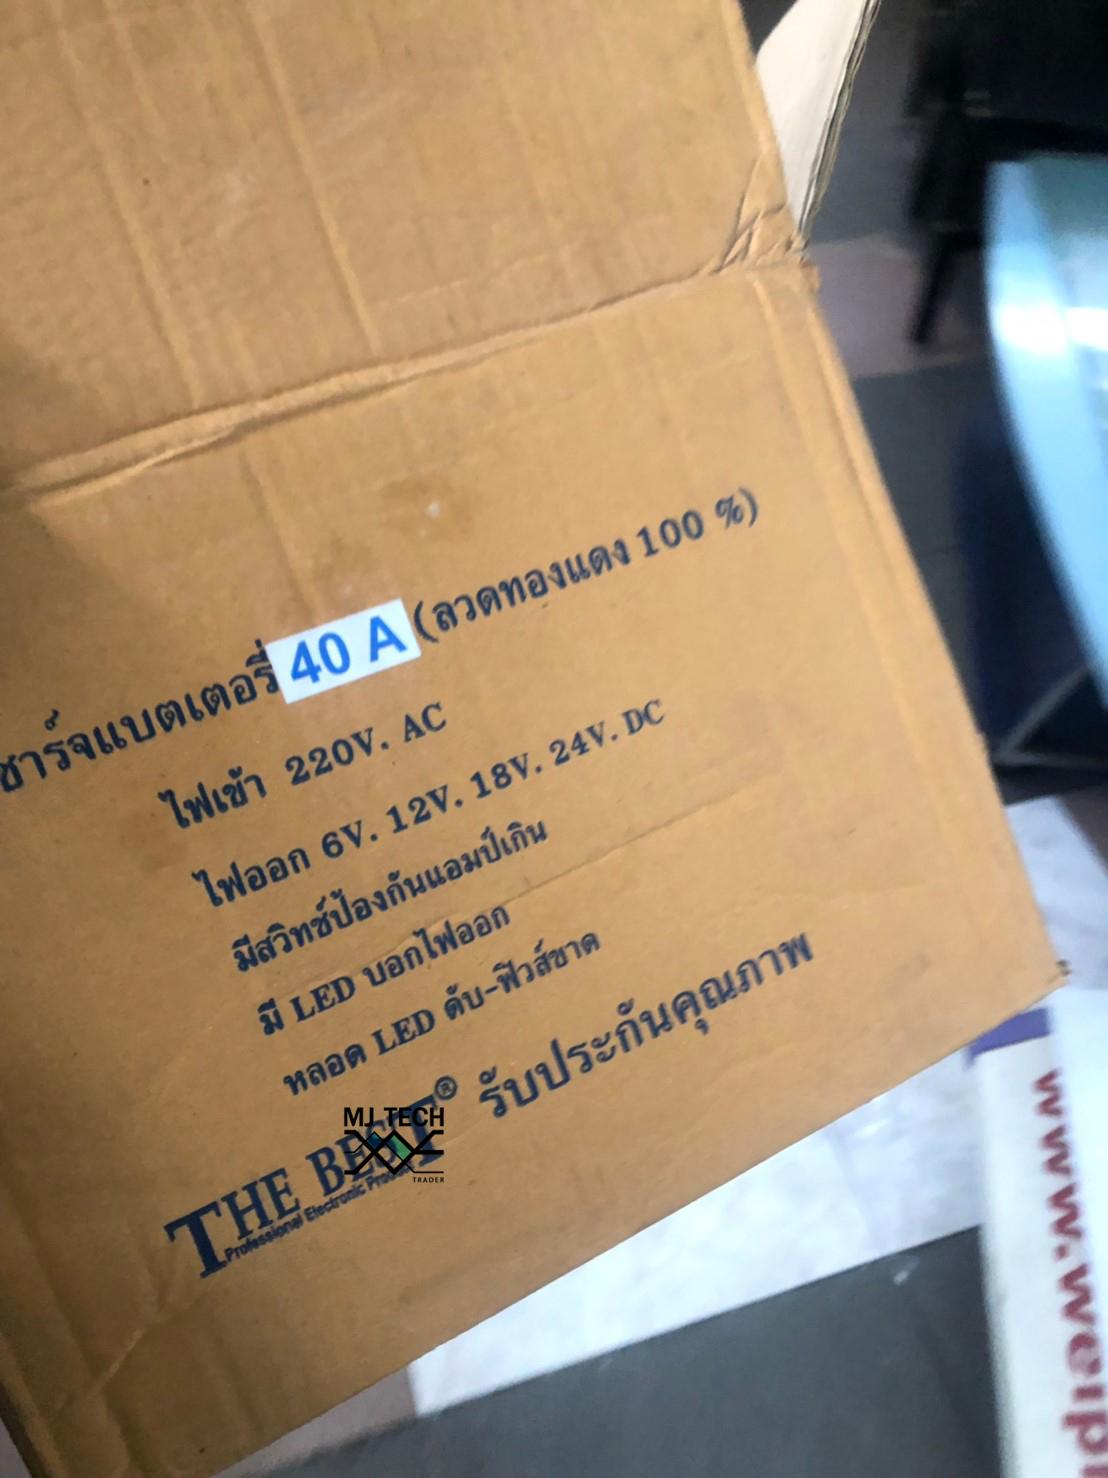 ชาร์จแบตเตอรี่ 40 A (ลวดทองแดง 100 %)
ไฟเข้า 220V. AC
ไฟออก 6V. 12V. 18V. 24V. DC
มีสวิทช์ป้องกันแอมป์เกิน
มี LED บอกไฟออก
หลอด LED ดับ-ฟิวส์ขาด
THE BEST® รับประกันคุณภาพ
Professional Electronic
MJ TECH
TRADER